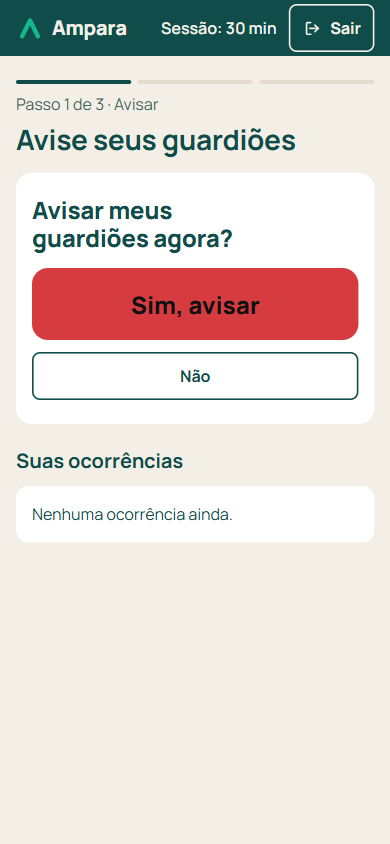 Ampara
Sessão: 30 min
Sair
Passo 1 de 3 · Avisar
Avise seus guardiões
Avisar meus
guardiões agora?
Sim, avisar
Não
Suas ocorrências
Nenhuma ocorrência ainda.